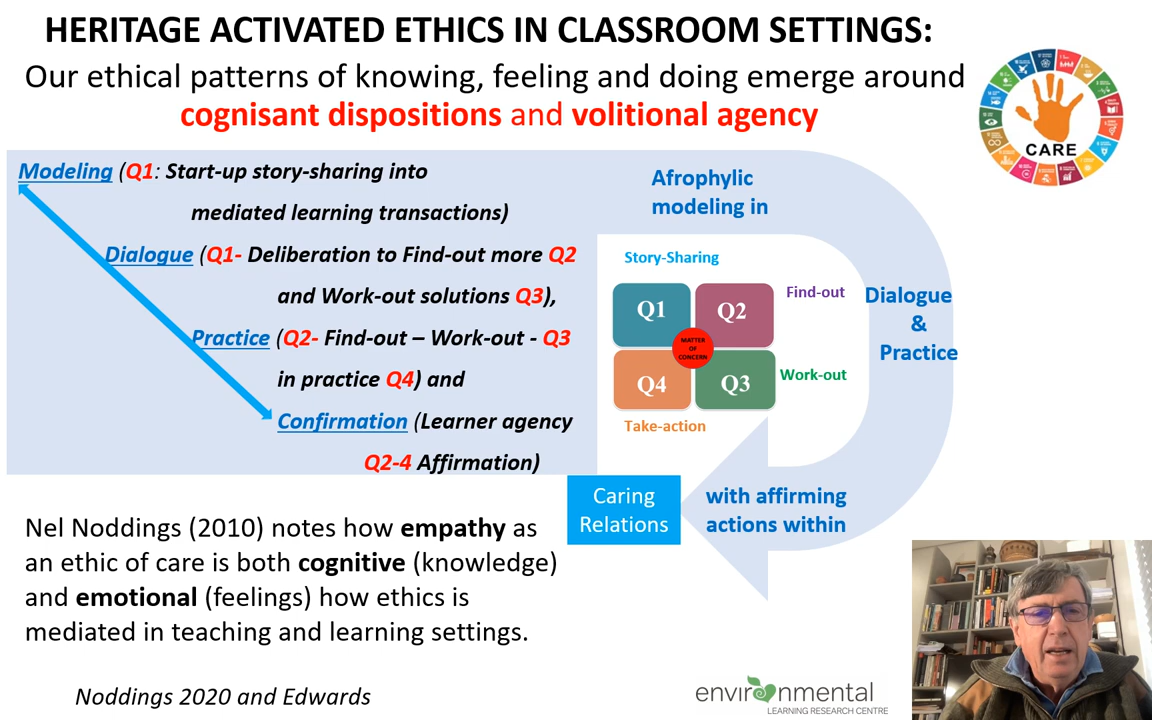 HERITAGE ACTIVATED ETHICS IN CLASSROOM SETTINGS:
Our ethical patterns of knowing, feeling and doing emerge around
cognisant dispositions and volitional agency
CARE
Modeling (Q1: Start-up story-sharing into
mediated learning transactions)
Dialogue (Q1- Deliberation to Find-out more Q2
and Work-out solutions Q3),
Practice (Q2- Find-out – Work-out - Q3
in practice Q4) and
Confirmation (Learner agency
Q2-4 Affirmation)
Afrophylic
modeling in
Story-Sharing
Q1
Q2
Find-out
MATTER
OF
CONCERN
Q4
Q3
Work-out
Take-action
Dialogue
&
Practice
with affirming
actions within
Caring
Relations
Nel Noddings (2010) notes how empathy as
an ethic of care is both cognitive (knowledge)
and emotional (feelings) how ethics is
mediated in teaching and learning settings.
Noddings 2020 and Edwards
environmental
LEARNING RESEARCH CENTRE